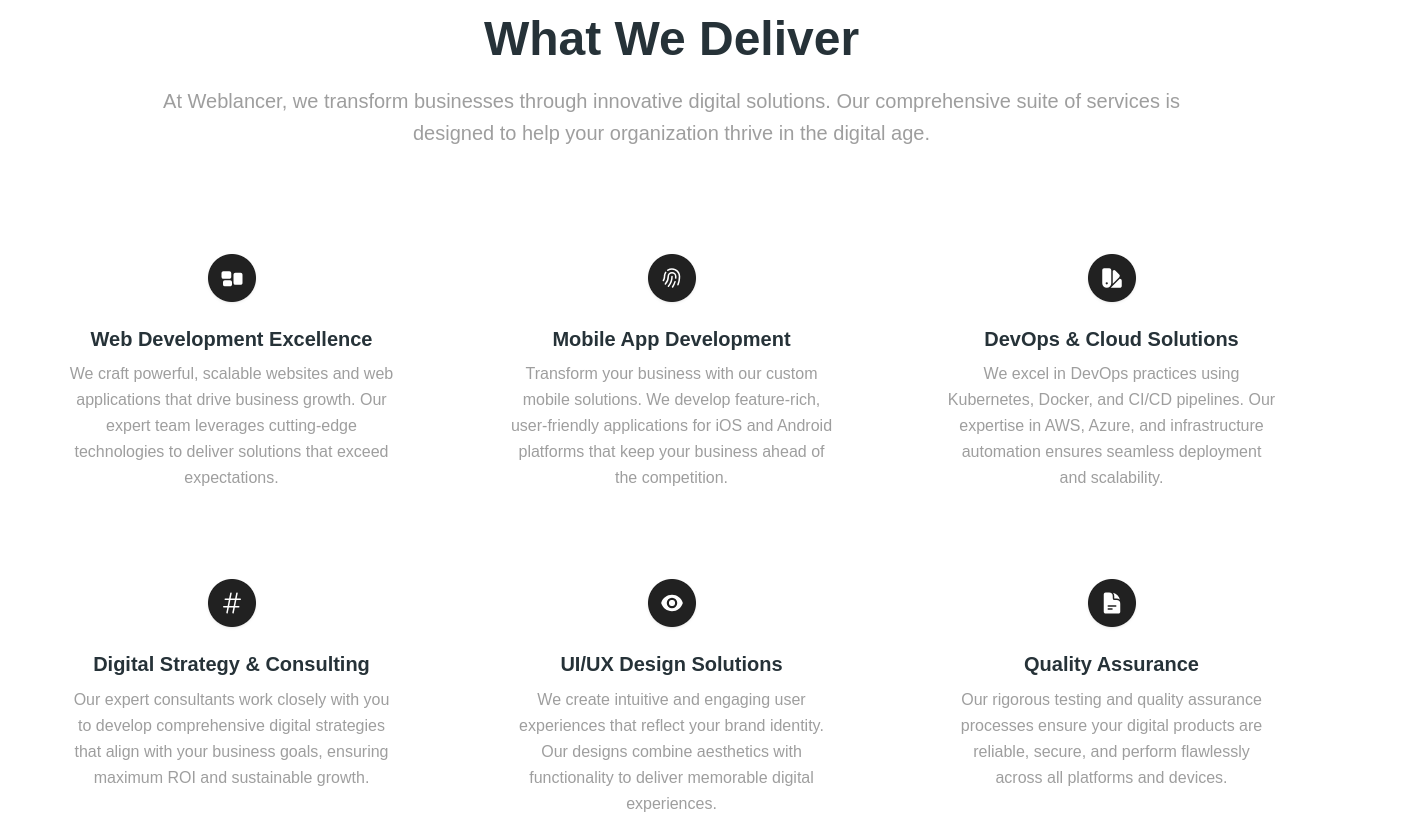 What We Deliver
At Weblancer, we transform businesses through innovative digital solutions. Our comprehensive suite of services is
designed to help your organization thrive in the digital age.
Web Development Excellence
We craft powerful, scalable websites and web
applications that drive business growth. Our
expert team leverages cutting-edge
technologies to deliver solutions that exceed
expectations.
Mobile App Development
Transform your business with our custom
mobile solutions. We develop feature-rich,
user-friendly applications for iOS and Android
platforms that keep your business ahead of
the competition.
DevOps & Cloud Solutions
We excel in DevOps practices using
Kubernetes, Docker, and CI/CD pipelines. Our
expertise in AWS, Azure, and infrastructure
automation ensures seamless deployment
and scalability.
Digital Strategy & Consulting
Our expert consultants work closely with you
to develop comprehensive digital strategies
that align with your business goals, ensuring
maximum ROI and sustainable growth.
UI/UX Design Solutions
We create intuitive and engaging user
experiences that reflect your brand identity.
Our designs combine aesthetics with
functionality to deliver memorable digital
experiences.
Quality Assurance
Our rigorous testing and quality assurance
processes ensure your digital products are
reliable, secure, and perform flawlessly
across all platforms and devices.